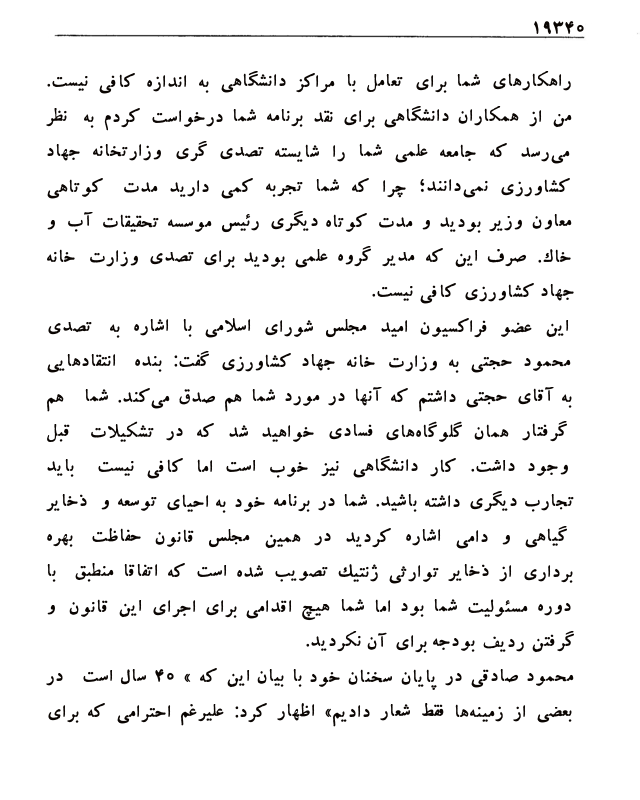 ۱۹۳۴۰
راهکارهای شما برای تعامل با مراکز دانشگاهی به اندازه کافی نیست.
من از همکاران دانشگاهی برای نقد برنامه شما درخواست کردم به نظر
می‌رسد که جامعه علمی شما را شایسته تصدی گری وزارتخانه جهاد
کشاورزی نمی‌دانند؛ چرا که شما تجربه کمی دارید مدت کوتاهی
معاون وزیر بودید و مدت کوتاه دیگری رئیس موسسه تحقیقات آب و
خاك. صرف این که مدیر گروه علمی بودید برای تصدی وزارت خانه
جهاد کشاورزی کافی نیست.
این عضو فراکسیون امید مجلس شورای اسلامی با اشاره به تصدی
محمود حجتی به وزارت خانه جهاد کشاورزی گفت: بنده انتقادهایی
به آقای حجتی داشتم که آنها در مورد شما هم صدق می‌کند. شما هم
گرفتار همان گلوگاه‌های فسادی خواهید شد که در تشکیلات قبل
وجود داشت. کار دانشگاهی نیز خوب است اما کافی نیست باید
تجارب دیگری داشته باشید. شما در برنامه خود به احیای توسعه و ذخایر
گیاهی و دامی اشاره کردید در همین مجلس قانون حفاظت بهره
برداری از ذخایر توارثی ژنتیك تصویب شده است که اتفاقا منطبق با
دوره مسئولیت شما بود اما شما هیچ اقدامی برای اجرای این قانون و
گرفتن ردیف بودجه برای آن نکردید.
محمود صادقی در پایان سخنان خود با بیان این که » ۴۰ سال است در
بعضی از زمینه‌ها فقط شعار دادیم» اظهار کرد: علیرغم احترامی که برای